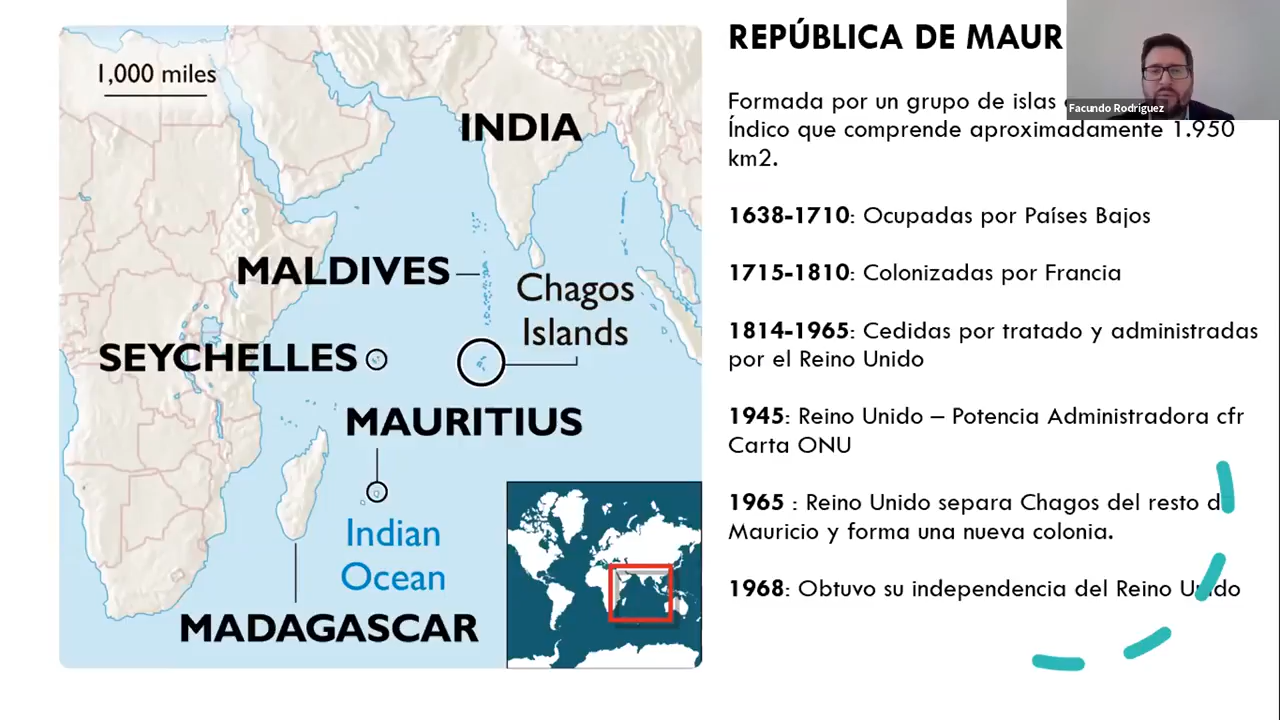 1,000 miles
INDIA
MALDIVES
Chagos
Islands
SEYCHELLES
MAURITIUS
Indian
Ocean
MADAGASCAR
REPÚBLICA DE MAUR
Facundo Rodriguez
Formada por un grupo de islas
Índico que comprende aproximadamente 1.950
km2.
1638-1710: Ocupadas por Países Bajos
1715-1810: Colonizadas por Francia
1814-1965: Cedidas por tratado y administradas
por el Reino Unido
1945: Reino Unido – Potencia Administradora cfr
Carta ONU
1965 : Reino Unido separa Chagos del resto d
Mauricio y forma una nueva colonia.
1968: Obtuvo su independencia del Reino Unido